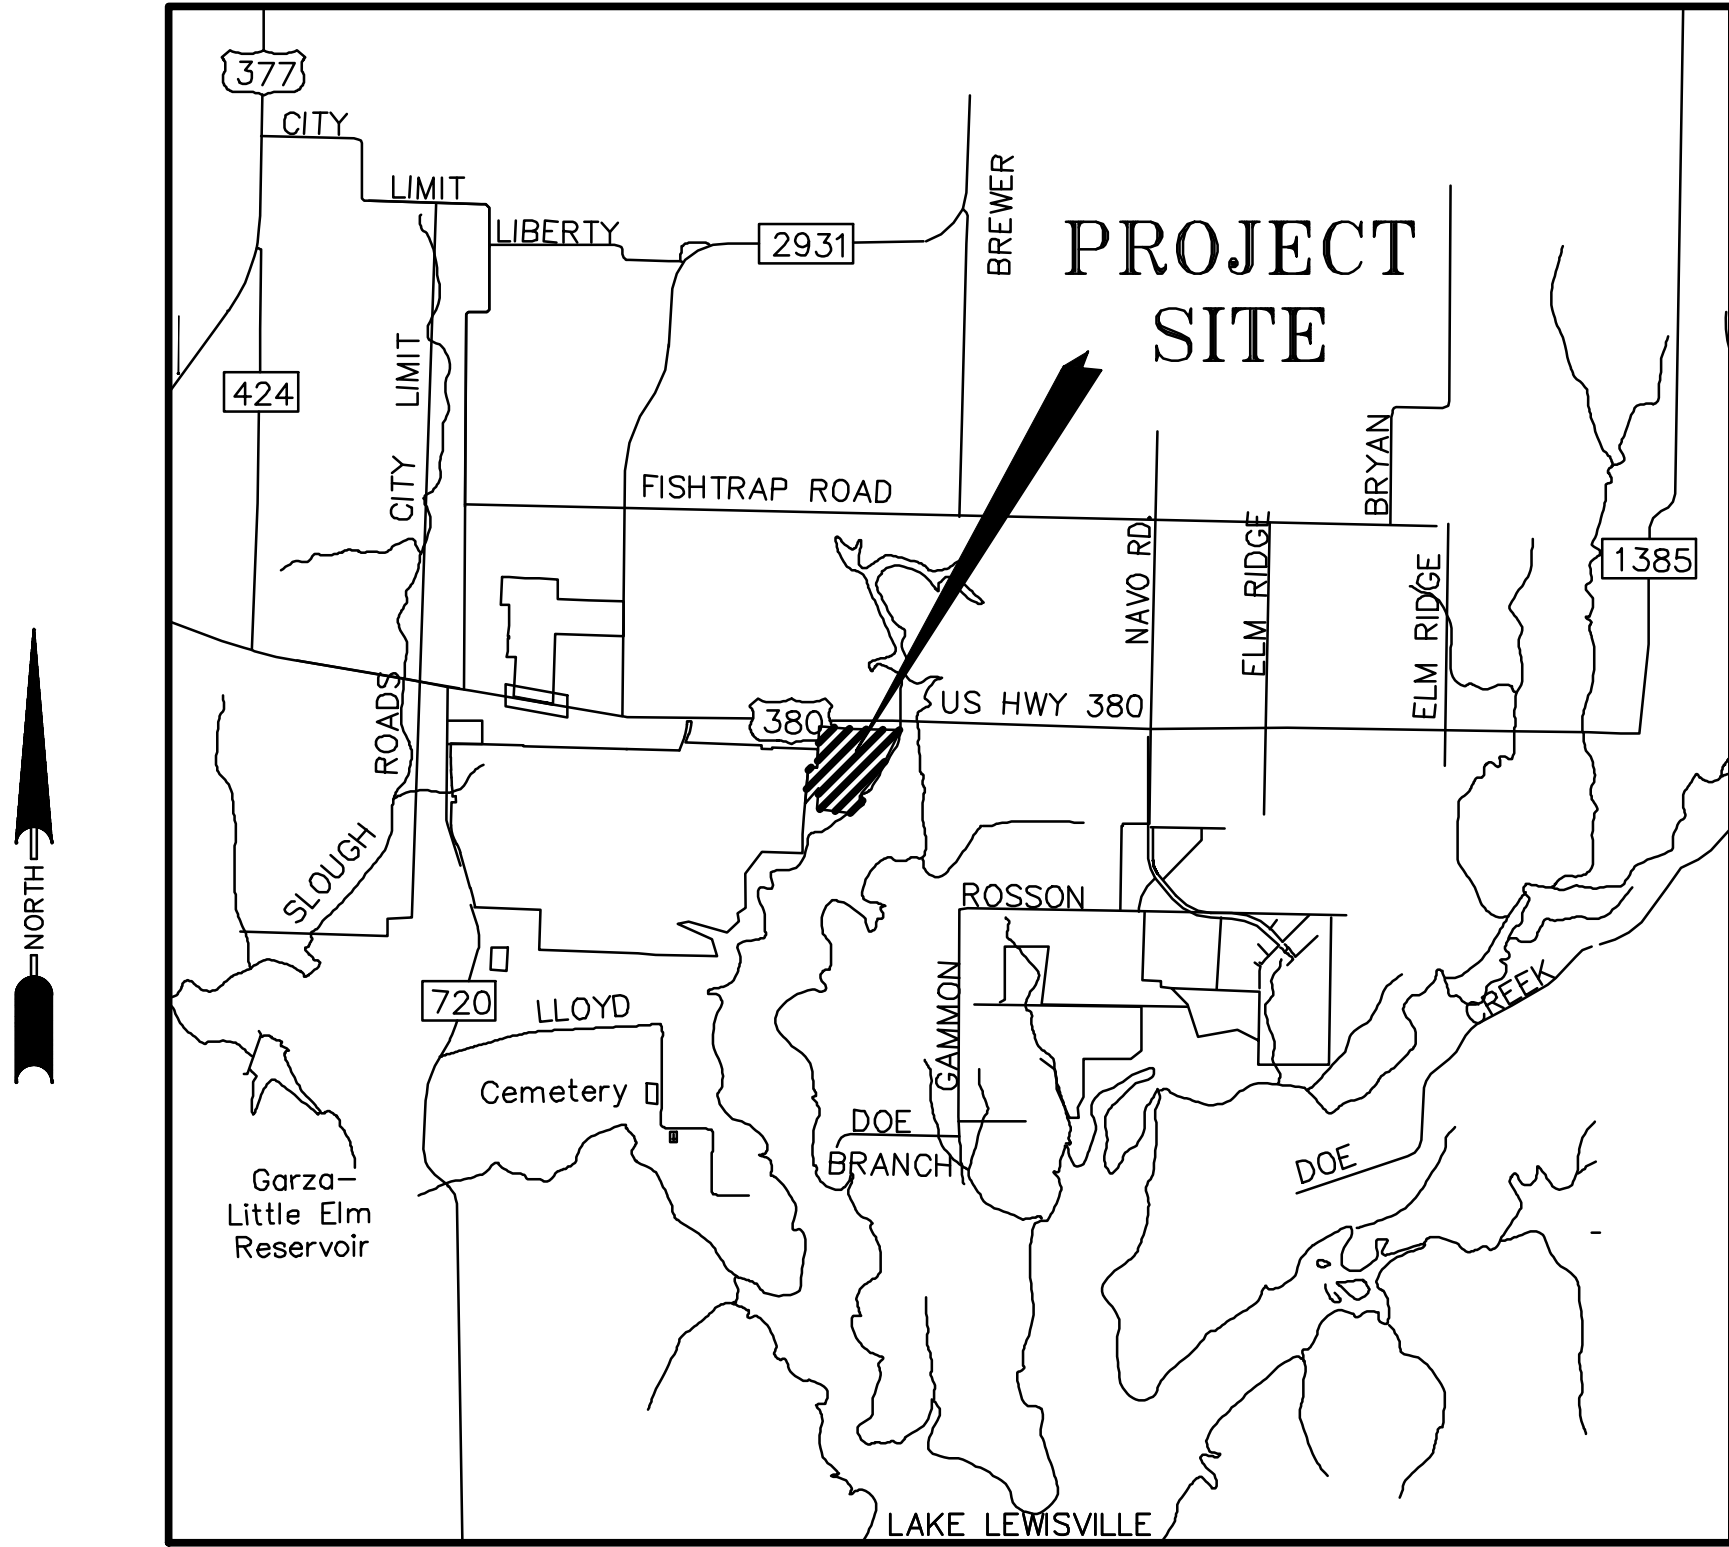 377
CITY
LIMIT
LIBERTY
2931
BREWER
PROJECT
SITE
424
LIMIT
CITY
FISHTRAP ROAD
BRYAN
NAVO RD.
ELM RIDGE
ELM RIDGE
1385
ROADS
380
US HWY 380
SLOUGH
NORTH
ROSSON
GAMMON
720
LLOYD
CREEK
Cemetery
DOE
BRANCH
DOE
Garza-
Little Elm
Reservoir
LAKE LEWISVILLE